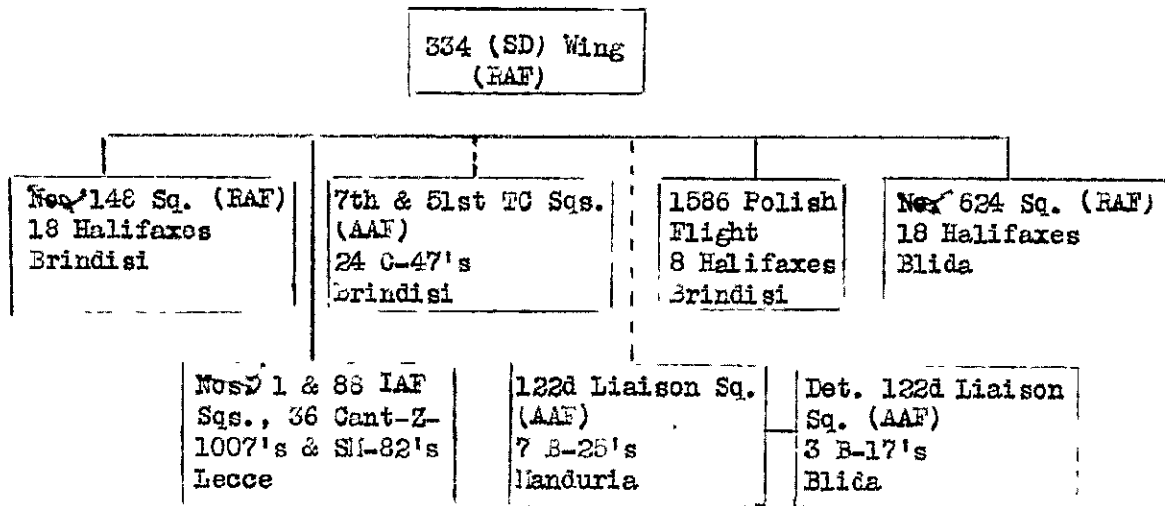 334 (SD) Wing
(RAF)
148 Sq. (RAF)
18 Halifaxes
Brindisi
7th & 51st TC Sqs.
(AAF)
24 C-47's
Brindisi
1586 Polish
Flight
8 Halifaxes
Brindisi
624 Sq. (RAF)
18 Halifaxes
Blida
Nos. 1 & 88 IAF
Sqs., 36 Cant-Z-
1007's & SM-82's
Lecce
122d Liaison Sq.
(AAF)
7 B-25's
Manduria
Det. 122d Liaison
Sq. (AAF)
3 B-17's
Blida